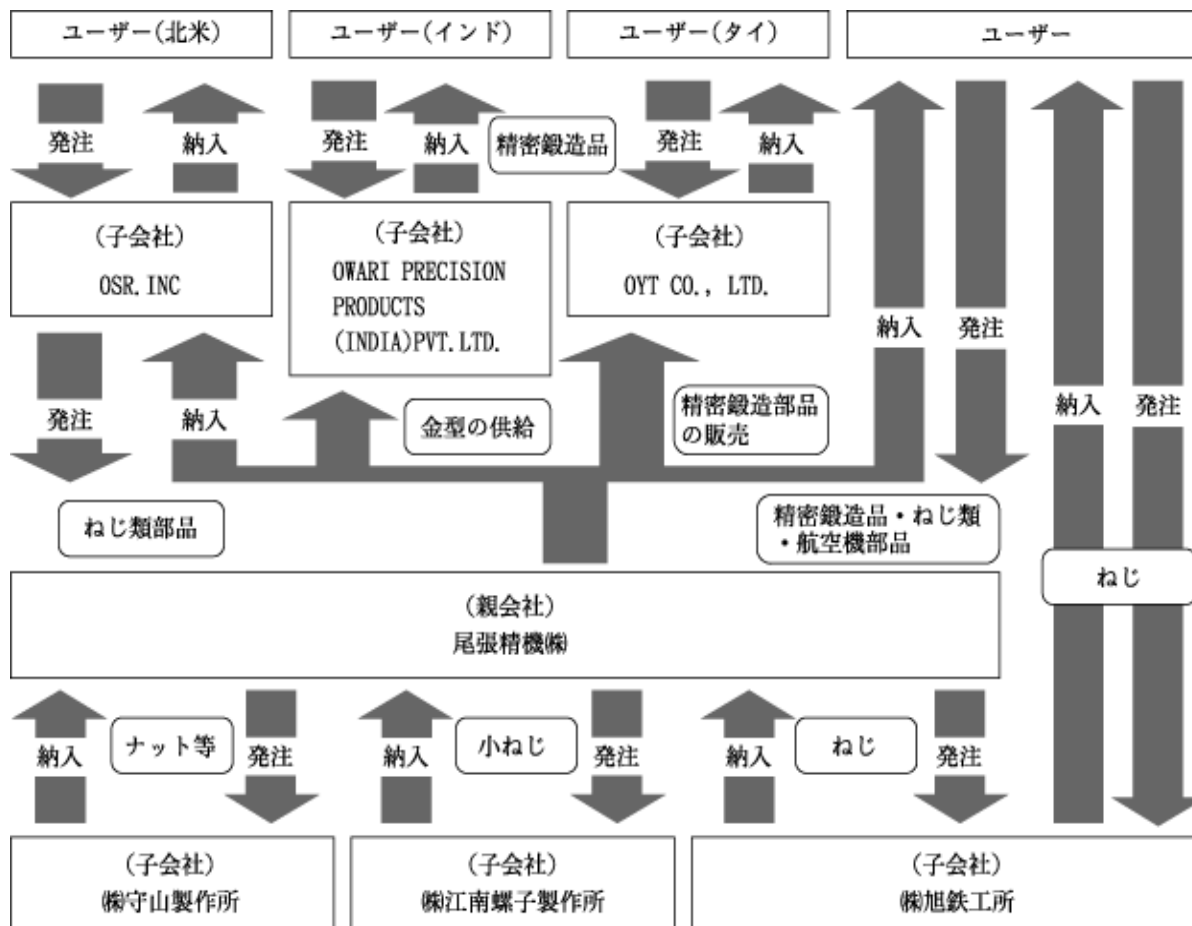 ユーザー(北米)
ユーザー(インド)
ユーザー(タイ)
ユーザー
発注
納入
発注
納入
精密鍛造品
発注
納入
(子会社)
OSR.INC
(子会社)
OWARI PRECISION
PRODUCTS
(INDIA)PVT.LTD.
(子会社)
OYT CO., LTD.
納入
発注
発注
納入
金型の供給
精密鍛造部品
の販売
納入
発注
ねじ類部品
精密鍛造品・ねじ類
・航空機部品
ねじ
(親会社)
尾張精機㈱
納入
ナット等
発注
納入
小ねじ
発注
納入
ねじ
発注
(子会社)
㈱守山製作所
(子会社)
㈱江南螺子製作所
(子会社)
㈱旭鉄工所